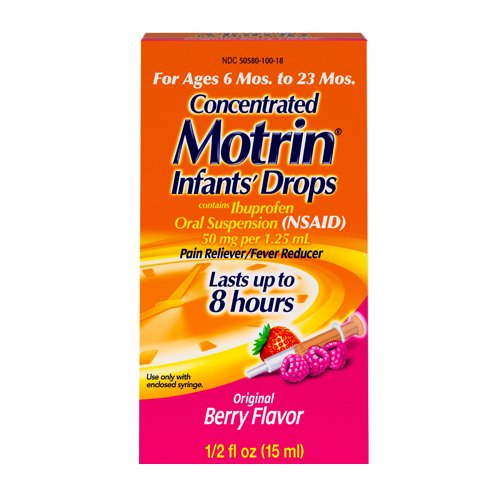 NDC 50580-100-18
For Ages 6 Mos. to 23 Mos.
Concentrated
Motrin®
Infants' Drops
contains Ibuprofen
Oral Suspension (NSAID)
50 mg per 1.25 mL
Pain Reliever/Fever Reducer
Lasts up to
8 hours
Use only with
enclosed syringe.
Original
Berry Flavor
1/2 fl oz (15 ml)